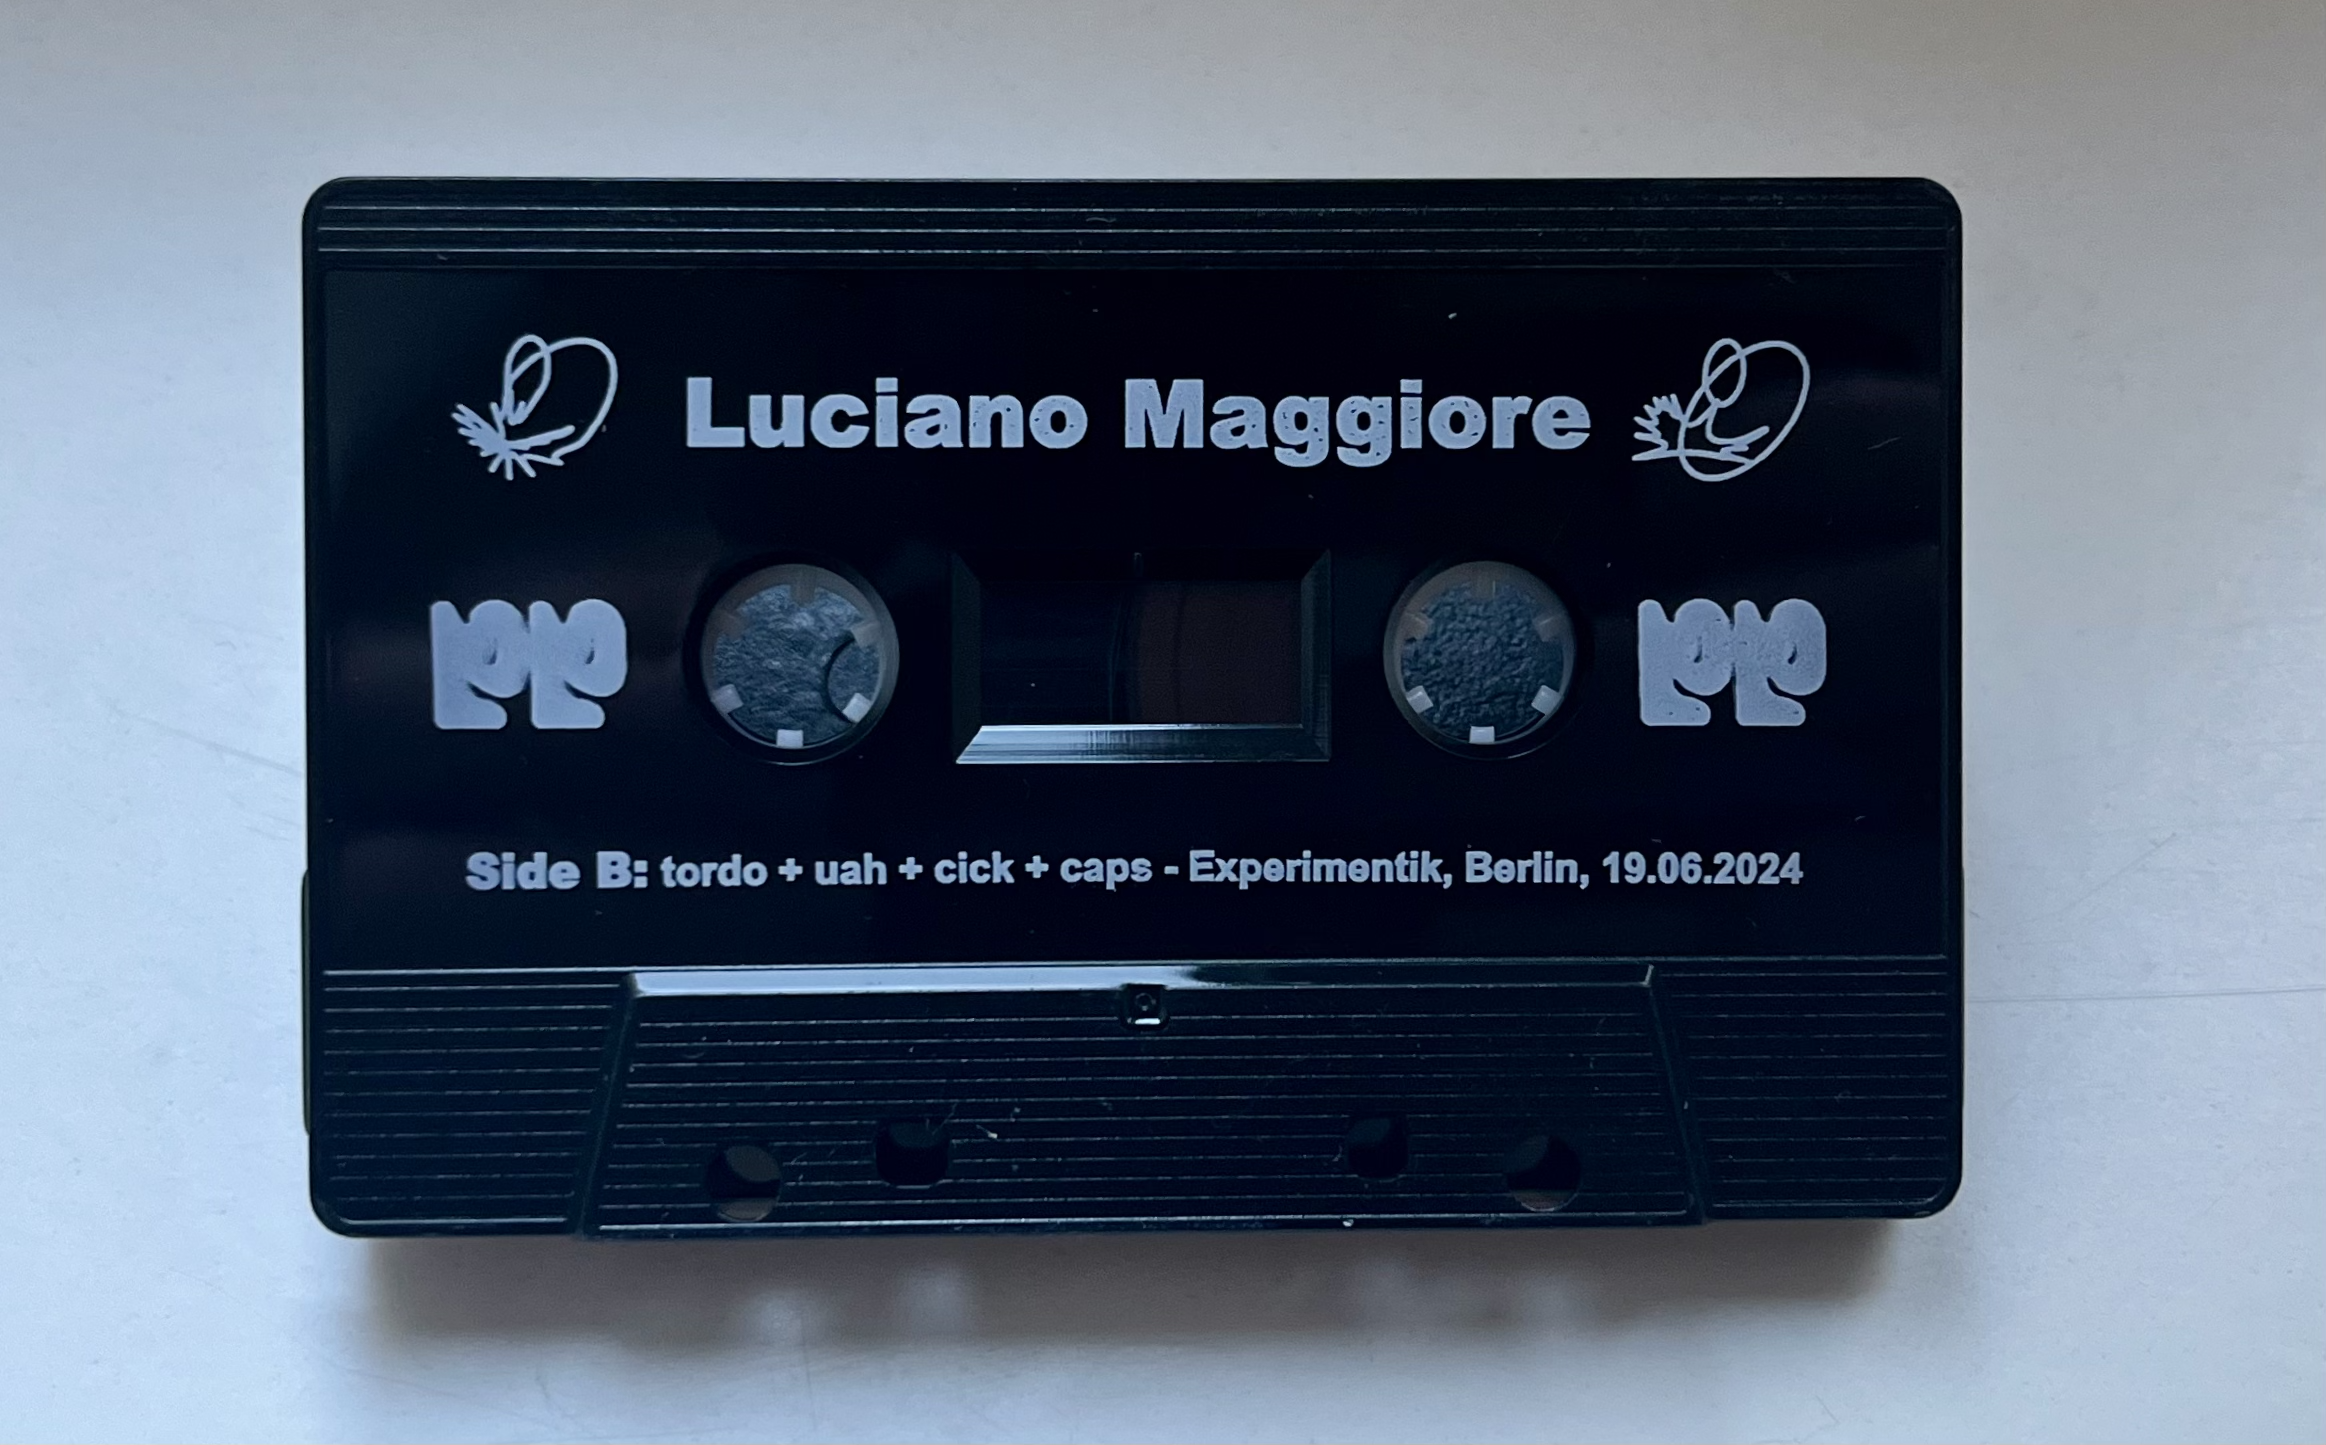 Luciano Maggiore
Side B: tordo + uah + cick + caps - Experimentik, Berlin, 19.06.2024